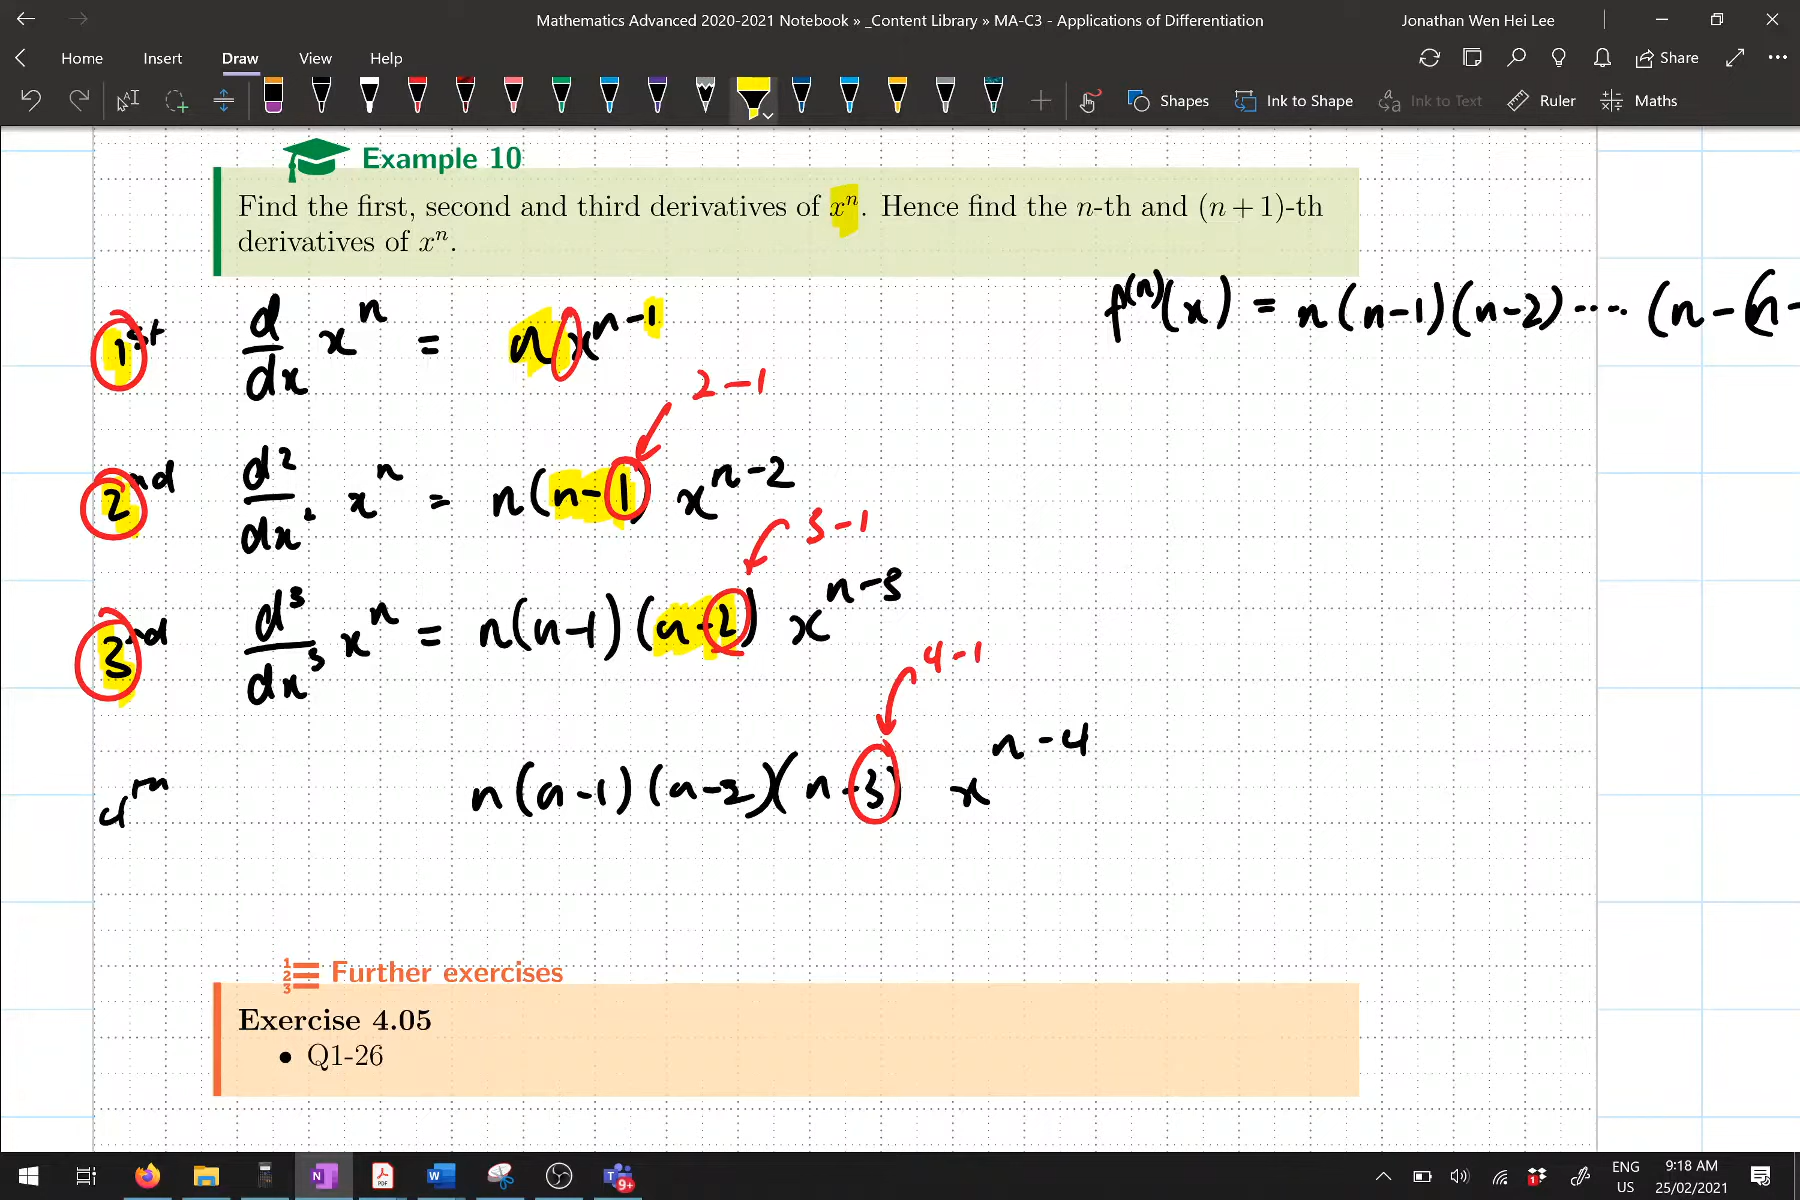 Mathematics Advanced 2020-2021 Notebook » _Content Library » MA-C3 - Applications of Differentiation
Jonathan Wen Hei Lee
Home Insert Draw View Help
Share
Shapes Ink to Shape Ink to Text Ruler Maths
Example 10
Find the first, second and third derivatives of xⁿ. Hence find the n-th and (n + 1)-th
derivatives of xⁿ.
f⁽ⁿ⁾(x) = n(n-1)(n-2)..... (n-(n-
1st d/dx xⁿ = n xⁿ⁻¹
2-1
2nd d²/dx² xⁿ = n(n-1) xⁿ⁻²
3-1
3rd d³/dx³ xⁿ = n(n-1)(n-2) xⁿ⁻³
4-1
n(n-1)(n-2)(n-3) xⁿ⁻⁴
Further exercises
Exercise 4.05
• Q1-26
9+
1
ENG
US
9:18 AM
25/02/2021